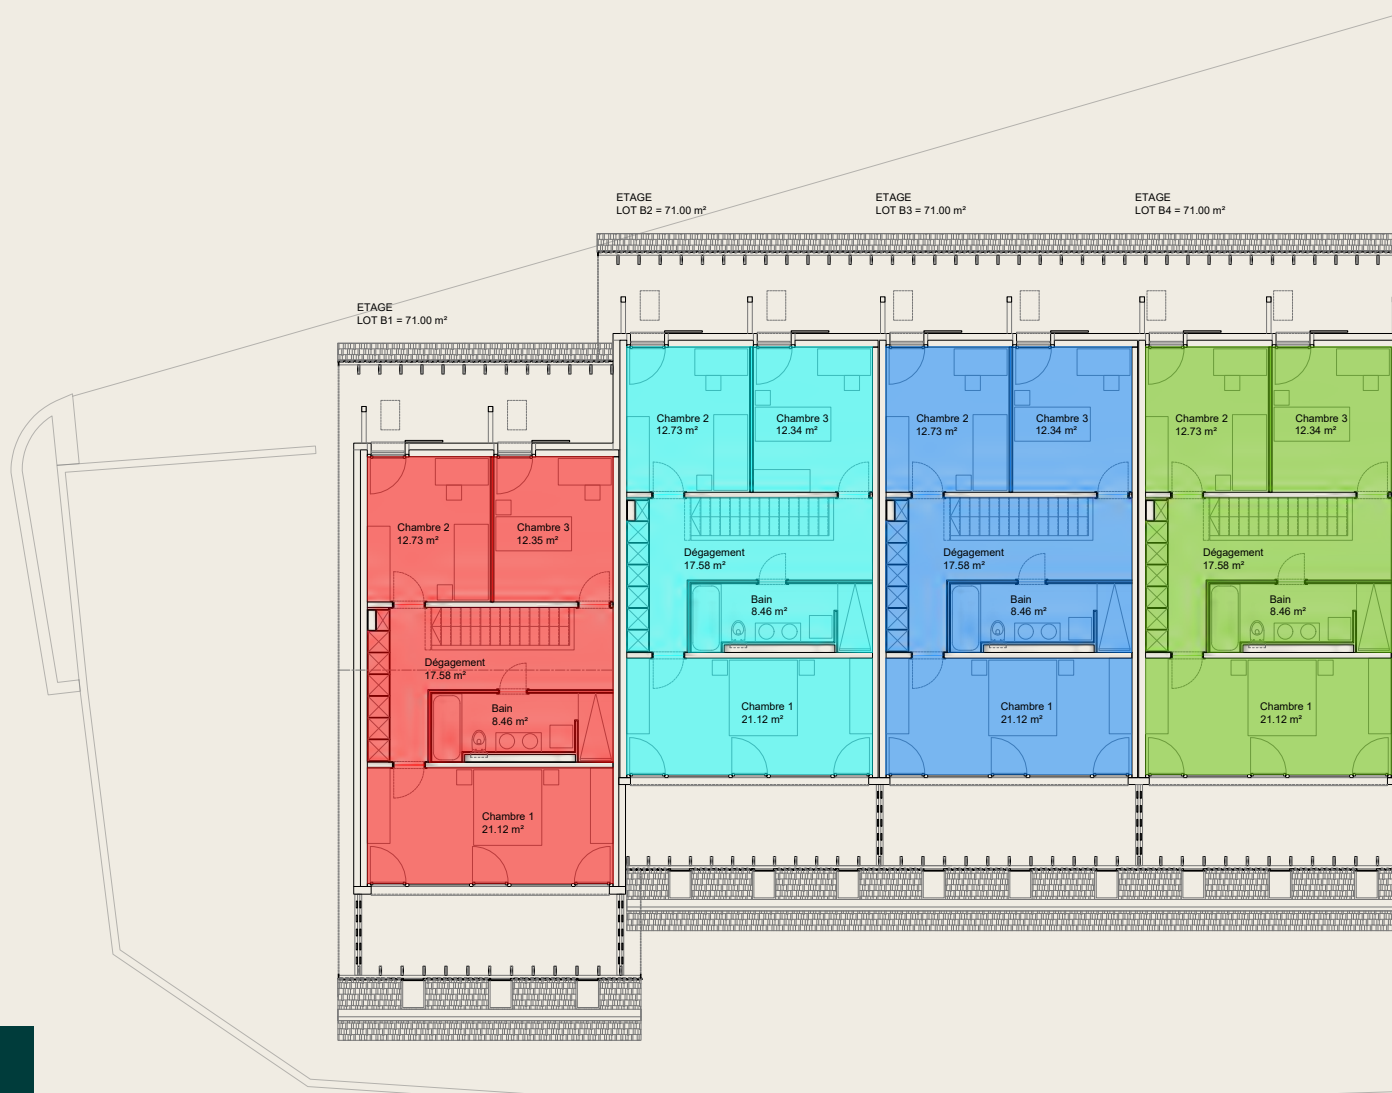 ETAGE
LOT B2 = 71.00 m²
ETAGE
LOT B3 = 71.00 m²
ETAGE
LOT B4 = 71.00 m²
ETAGE
LOT B1 = 71.00 m²
Chambre 2
12.73 m²
Chambre 3
12.35 m²
Dégagement
17.58 m²
Bain
8.46 m²
Chambre 1
21.12 m²
Chambre 2
12.73 m²
Chambre 3
12.34 m²
Dégagement
17.58 m²
Bain
8.46 m²
Chambre 1
21.12 m²
Chambre 2
12.73 m²
Chambre 3
12.34 m²
Dégagement
17.58 m²
Bain
8.46 m²
Chambre 1
21.12 m²
Chambre 2
12.73 m²
Chambre 3
12.34 m²
Dégagement
17.58 m²
Bain
8.46 m²
Chambre 1
21.12 m²